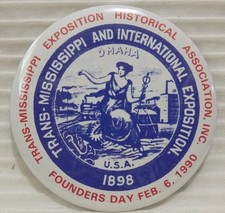 TRANS-MISSISSIPPI EXPOSITION HISTORICAL ASSOCIATION, INC.
TRANS-MISSISSIPPI AND INTERNATIONAL EXPOSITION
OMAHA
U.S.A.
1898
FOUNDERS DAY FEB. 6, 1990